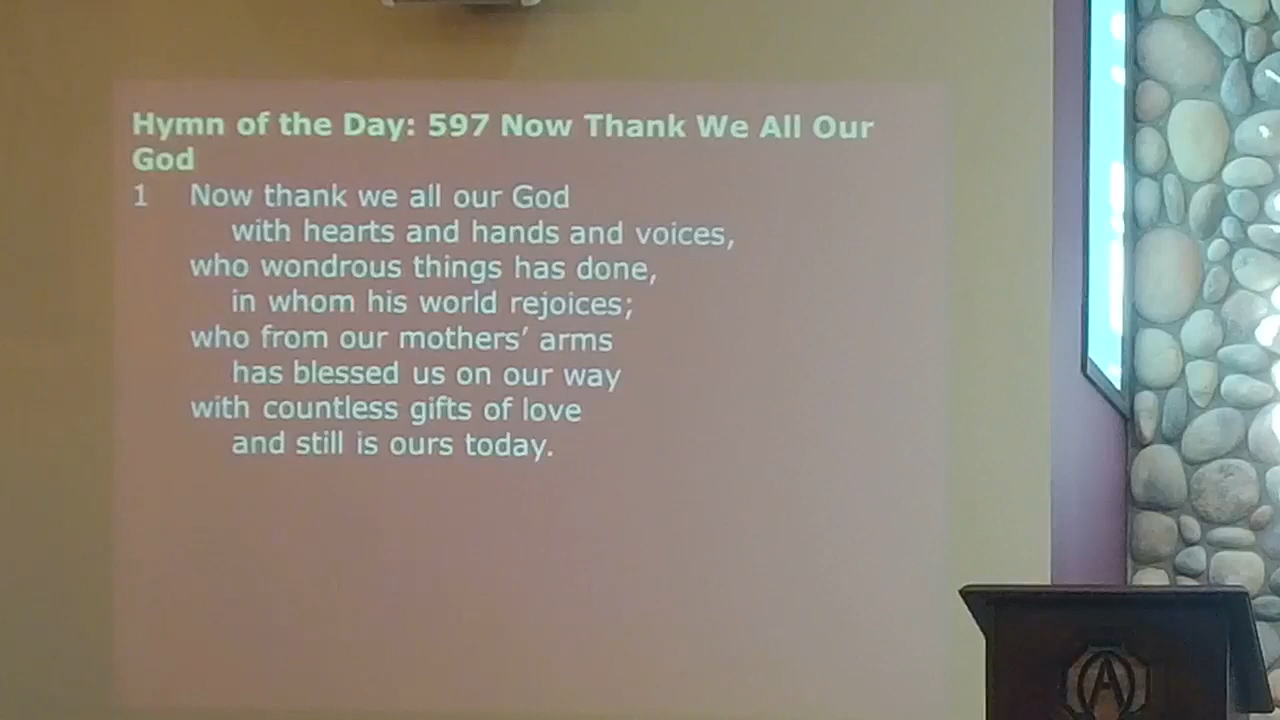 Hymn of the Day: 597 Now Thank We All Our
God
1 Now thank we all our God
with hearts and hands and voices,
who wondrous things has done,
in whom his world rejoices;
who from our mothers’ arms
has blessed us on our way
with countless gifts of love
and still is ours today.